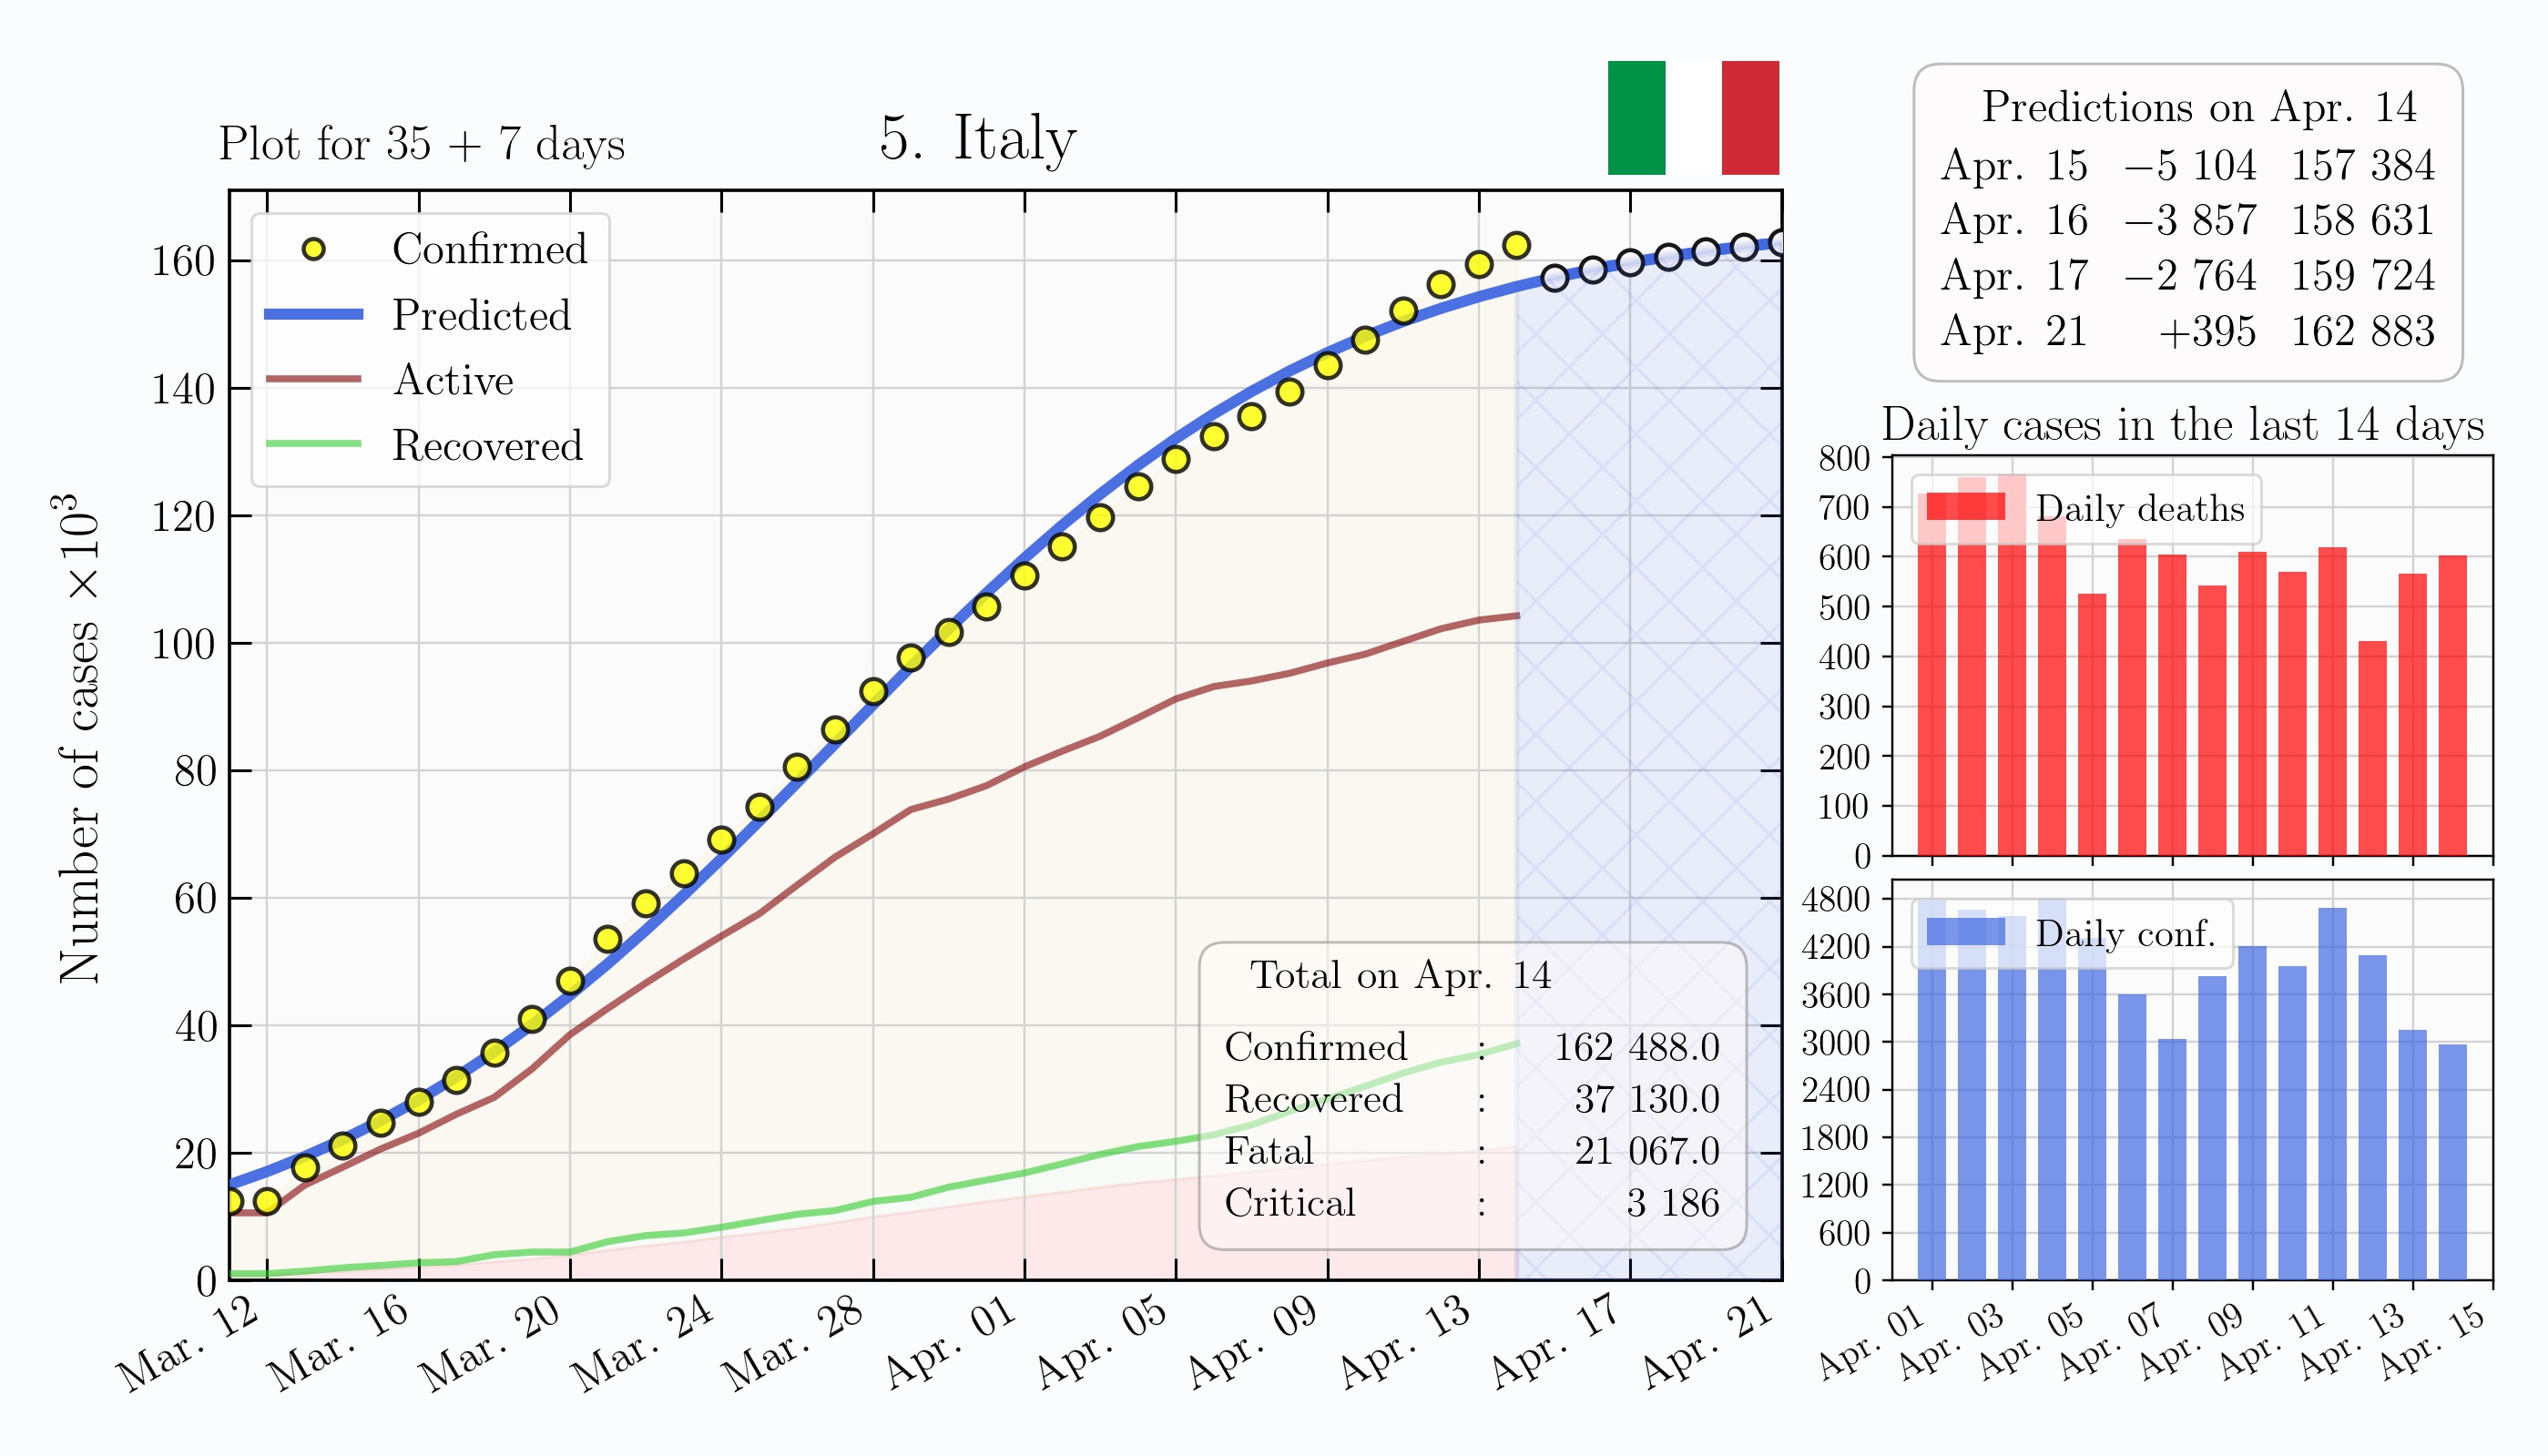 Plot for 35 + 7 days
5. Italy
Number of cases ×10³
160
140
120
100
80
60
40
20
0
Confirmed
Predicted
Active
Recovered
Total on Apr. 14
Confirmed : 162 488.0
Recovered : 37 130.0
Fatal : 21 067.0
Critical : 3 186
Mar. 12
Mar. 16
Mar. 20
Mar. 24
Mar. 28
Apr. 01
Apr. 05
Apr. 09
Apr. 13
Apr. 17
Apr. 21
Predictions on Apr. 14
Apr. 15 −5 104 157 384
Apr. 16 −3 857 158 631
Apr. 17 −2 764 159 724
Apr. 21 +395 162 883
Daily cases in the last 14 days
800
700
600
500
400
300
200
100
0
Daily deaths
4800
4200
3600
3000
2400
1800
1200
600
0
Daily conf.
Apr. 01
Apr. 03
Apr. 05
Apr. 07
Apr. 09
Apr. 11
Apr. 13
Apr. 15